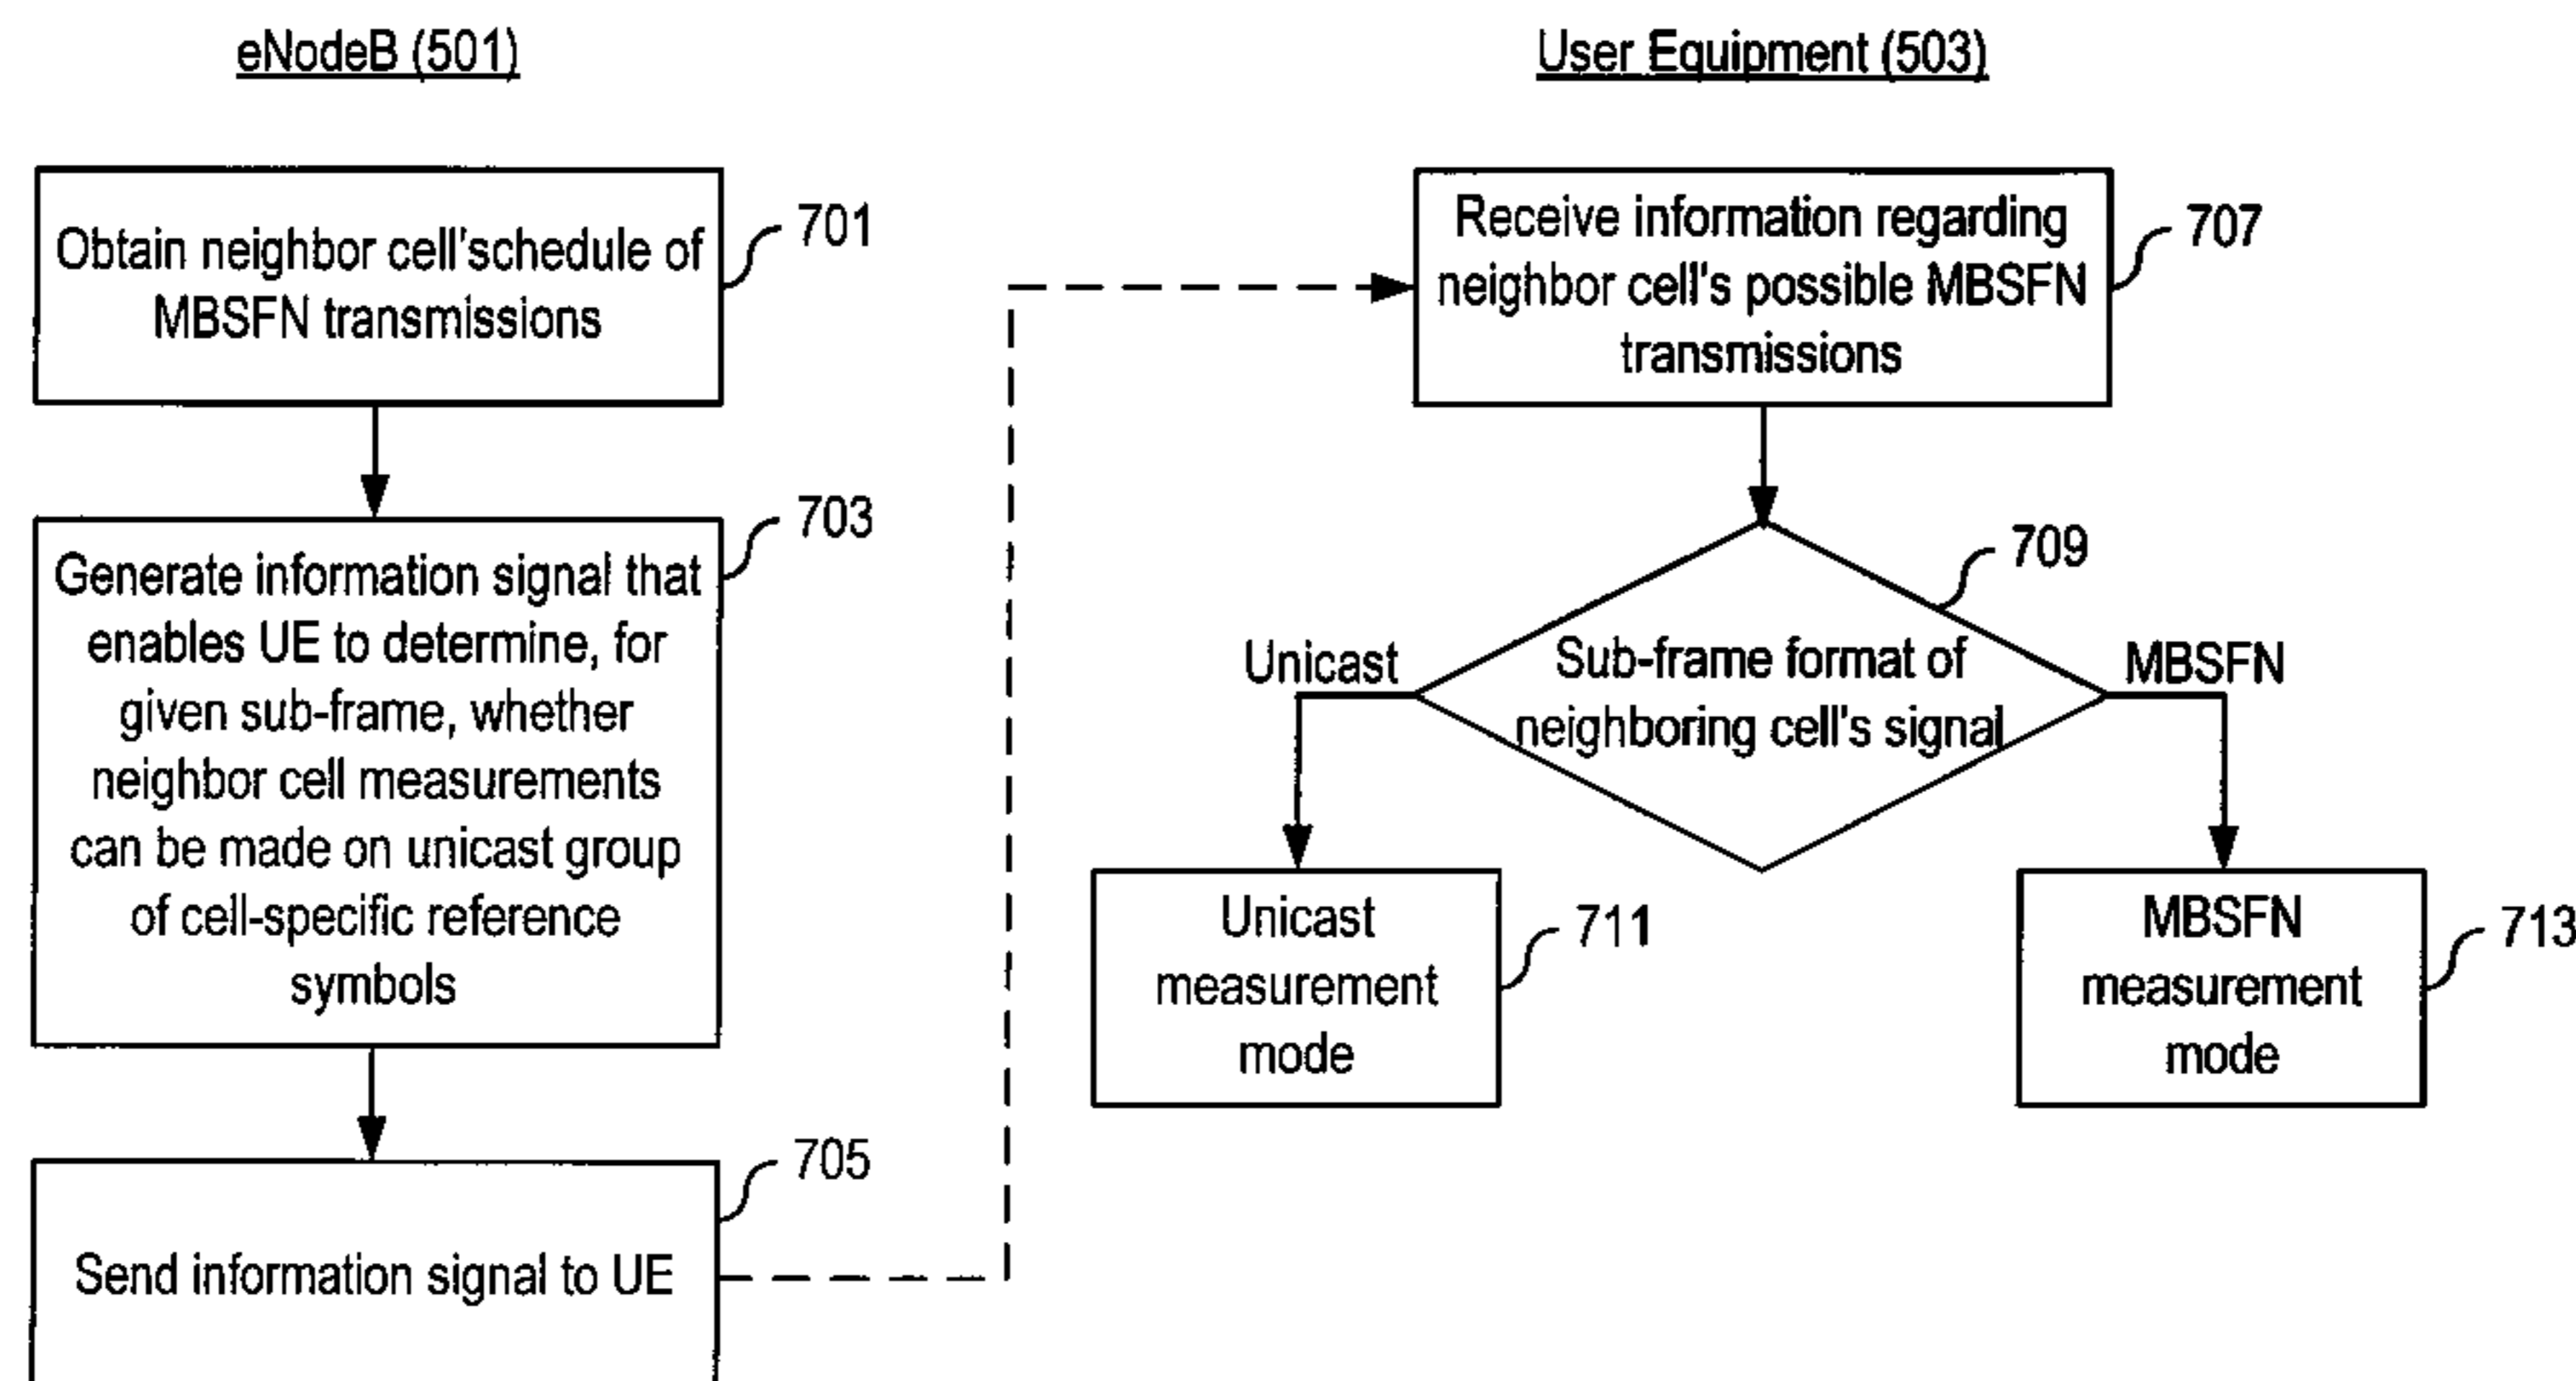 eNodeB (501)
Obtain neighbor cell'schedule of
MBSFN transmissions
701
Generate information signal that
enables UE to determine, for
given sub-frame, whether
neighbor cell measurements
can be made on unicast group
of cell-specific reference
symbols
703
Send information signal to UE
705
User Equipment (503)
Receive information regarding
neighbor cell's possible MBSFN
transmissions
707
Sub-frame format of
neighboring cell's signal
709
Unicast
MBSFN
Unicast
measurement
mode
711
MBSFN
measurement
mode
713